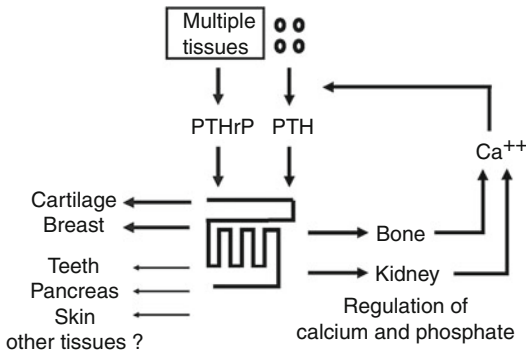 Multiple
tissues
PTHrP PTH
Ca++
Cartilage
Breast
Teeth
Pancreas
Skin
other tissues ?
Bone
Kidney
Regulation of
calcium and phosphate